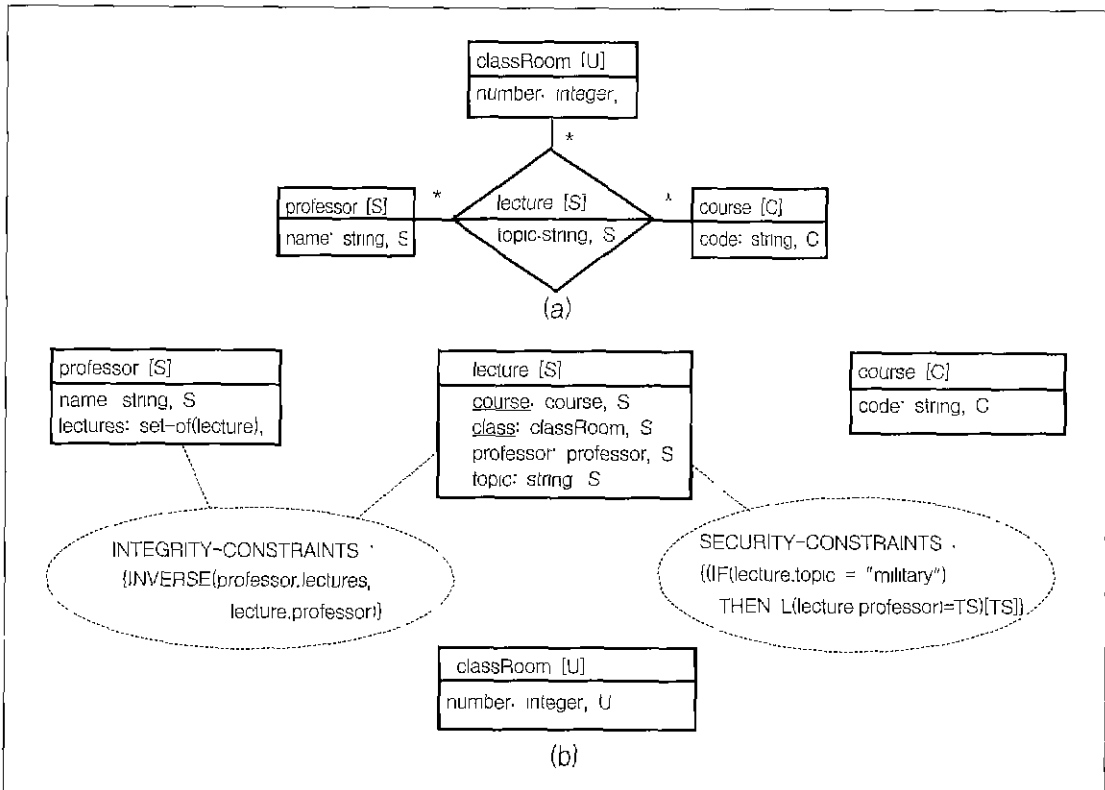 classRoom [U]
number. integer,
*
professor [S]
name: string, S
*
lecture [S]
topic.string, S
*
course [C]
code: string, C
(a)
professor [S]
name string, S
lectures: set-of(lecture),
lecture [S]
course. course, S
class: classRoom, S
professor: professor, S
topic: string S
course [C]
code: string, C
INTEGRITY-CONSTRAINTS
{INVERSE(professor.lectures,
lecture.professor)}
SECURITY-CONSTRAINTS .
{(IF(lecture.topic = "military")
THEN L(lecture professor)=TS)[TS]}
classRoom [U]
number. integer, U
(b)